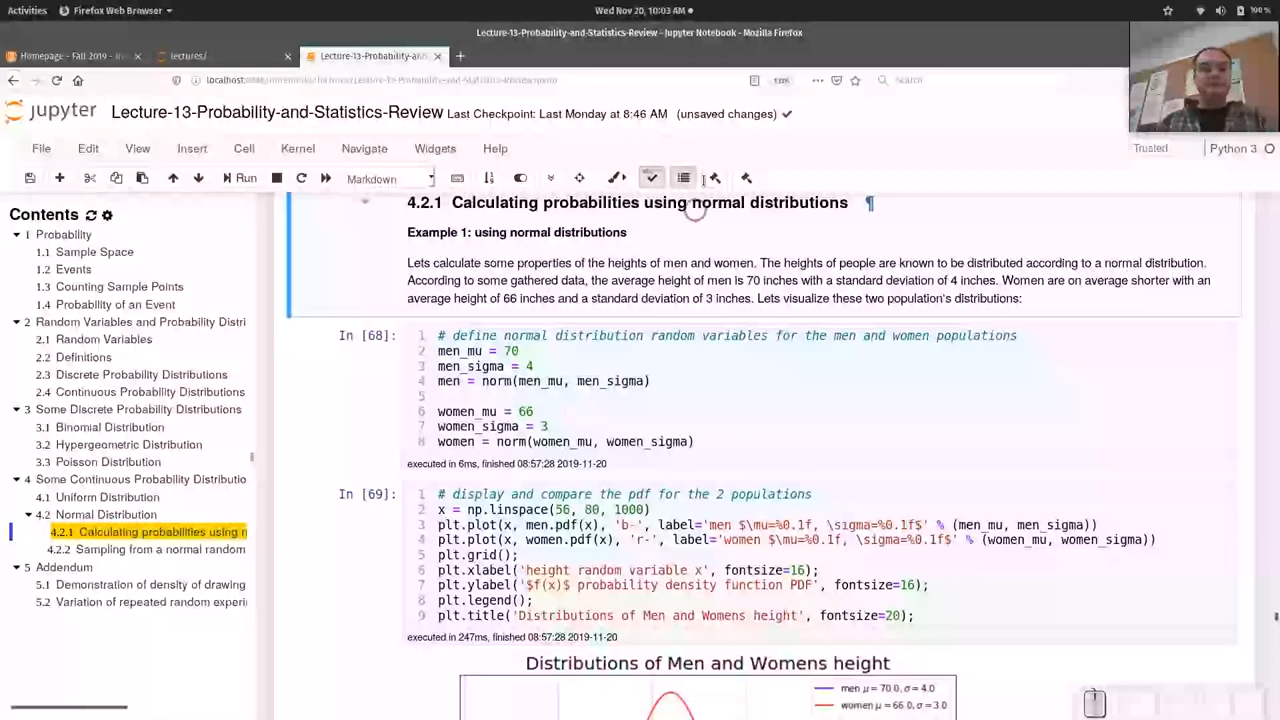 Activities Firefox Web Browser Wed Nov 20, 10:03 AM 100 %
Lecture-13-Probability-and-Statistics-Review - Jupyter Notebook - Mozilla Firefox
Homepage - Fall 2019 - lectures/ Lecture-13-Probability-and-
Search
jupyter Lecture-13-Probability-and-Statistics-Review Last Checkpoint: Last Monday at 8:46 AM (unsaved changes)
File Edit View Insert Cell Kernel Navigate Widgets Help Trusted Python 3
Run Markdown
Contents
1 Probability
1.1 Sample Space
1.2 Events
1.3 Counting Sample Points
1.4 Probability of an Event
2 Random Variables and Probability Distri
2.1 Random Variables
2.2 Definitions
2.3 Discrete Probability Distributions
2.4 Continuous Probability Distributions
3 Some Discrete Probability Distributions
3.1 Binomial Distribution
3.2 Hypergeometric Distribution
3.3 Poisson Distribution
4 Some Continuous Probability Distributio
4.1 Uniform Distribution
4.2 Normal Distribution
4.2.1 Calculating probabilities using n
4.2.2 Sampling from a normal random
5 Addendum
5.1 Demonstration of density of drawing
5.2 Variation of repeated random experi
4.2.1 Calculating probabilities using normal distributions ¶
Example 1: using normal distributions
Lets calculate some properties of the heights of men and women. The heights of people are known to be distributed according to a normal distribution.
According to some gathered data, the average height of men is 70 inches with a standard deviation of 4 inches. Women are on average shorter with an
average height of 66 inches and a standard deviation of 3 inches. Lets visualize these two population's distributions:
In [68]:
1 # define normal distribution random variables for the men and women populations
2 men_mu = 70
3 men_sigma = 4
4 men = norm(men_mu, men_sigma)
5
6 women_mu = 66
7 women_sigma = 3
8 women = norm(women_mu, women_sigma)
executed in 6ms, finished 08:57:28 2019-11-20
In [69]:
1 # display and compare the pdf for the 2 populations
2 x = np.linspace(56, 80, 1000)
3 plt.plot(x, men.pdf(x), 'b-', label='men $\mu=%0.1f, \sigma=%0.1f$' % (men_mu, men_sigma))
4 plt.plot(x, women.pdf(x), 'r-', label='women $\mu=%0.1f, \sigma=%0.1f$' % (women_mu, women_sigma))
5 plt.grid();
6 plt.xlabel('height random variable x', fontsize=16);
7 plt.ylabel('$f(x)$ probability density function PDF', fontsize=16);
8 plt.legend();
9 plt.title('Distributions of Men and Womens height', fontsize=20);
executed in 247ms, finished 08:57:28 2019-11-20
Distributions of Men and Womens height
men μ = 70.0, σ = 4.0
women μ = 66.0, σ = 3.0